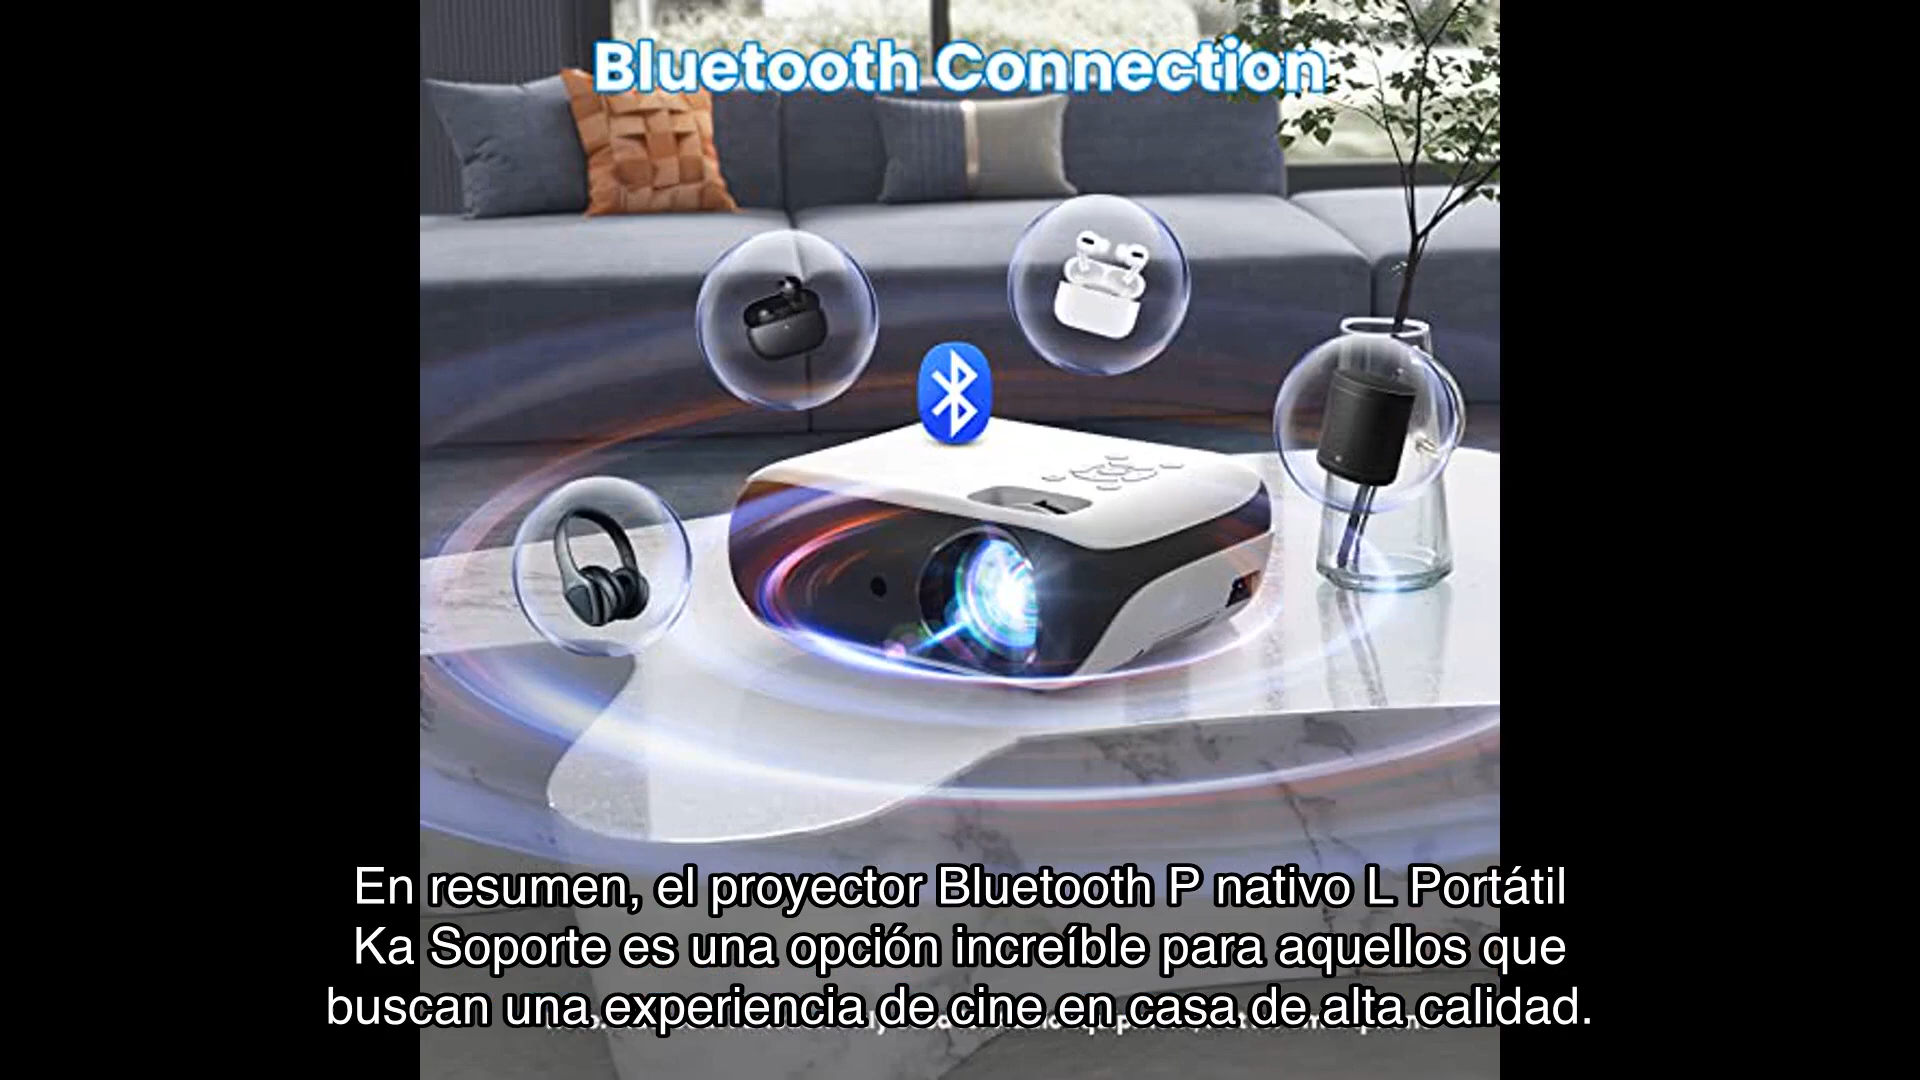 Bluetooth Connection
En resumen, el proyector Bluetooth P nativo L Portátil
Ka Soporte es una opción increíble para aquellos que
buscan una experiencia de cine en casa de alta calidad.